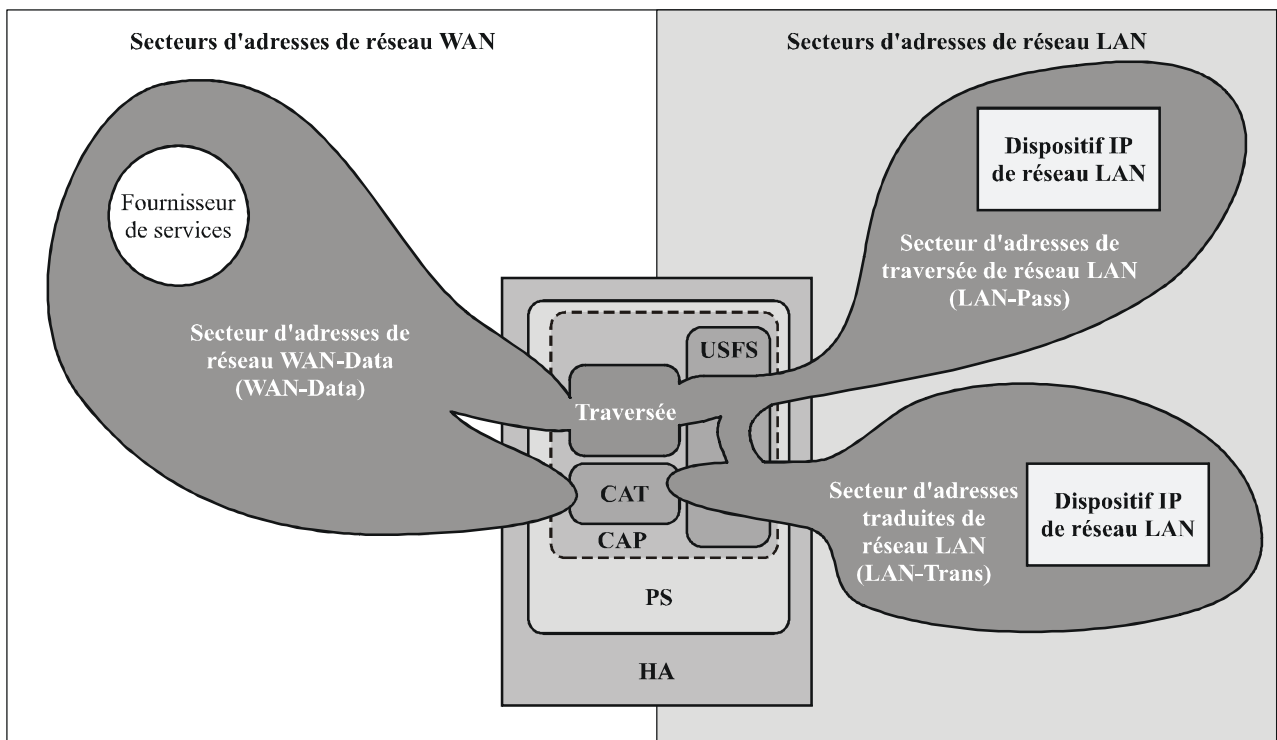 Secteurs d'adresses de réseau WAN
Secteurs d'adresses de réseau LAN
Fournisseur
de services
Secteur d'adresses de
réseau WAN-Data
(WAN-Data)
Dispositif IP
de réseau LAN
Secteur d'adresses de
traversée de réseau LAN
(LAN-Pass)
USFS
Traversée
CAT
CAP
PS
HA
Secteur d'adresses
traduites de
réseau LAN
(LAN-Trans)
Dispositif IP
de réseau LAN